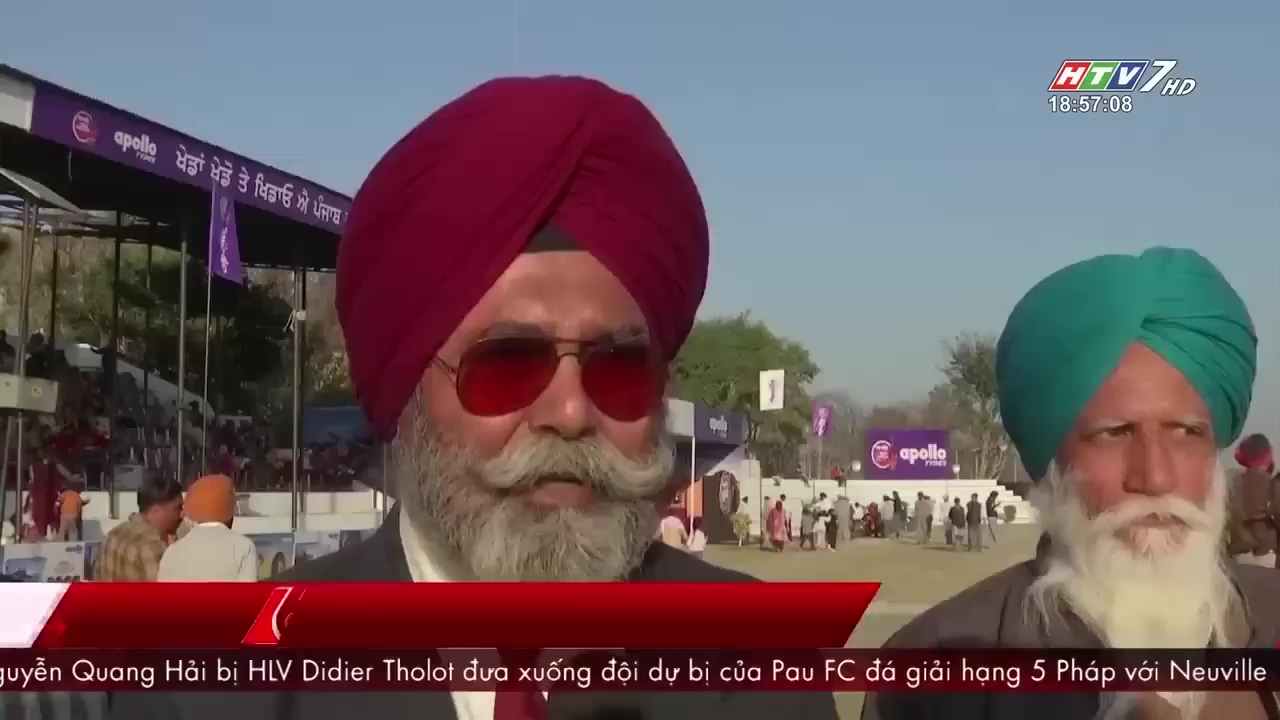 HTV7 HD
18:57:08
apollo
TYRES
ਖੇਡਾਂ ਖੇਡੋ ਤੇ ਖਿਡਾਓ ਐ ਪੰਜਾਬ
apollo
apollo
TYRES
guyễn Quang Hải bị HLV Didier Tholot đưa xuống đội dự bị của Pau FC đá giải hạng 5 Pháp với Neuville